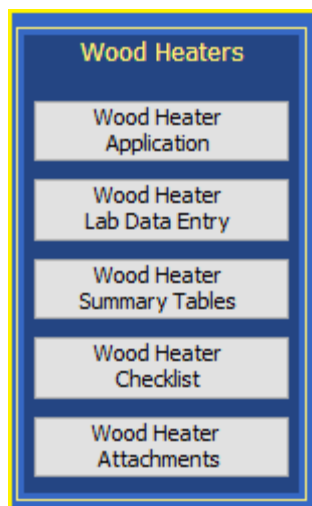 Wood Heaters
Wood Heater
Application
Wood Heater
Lab Data Entry
Wood Heater
Summary Tables
Wood Heater
Checklist
Wood Heater
Attachments